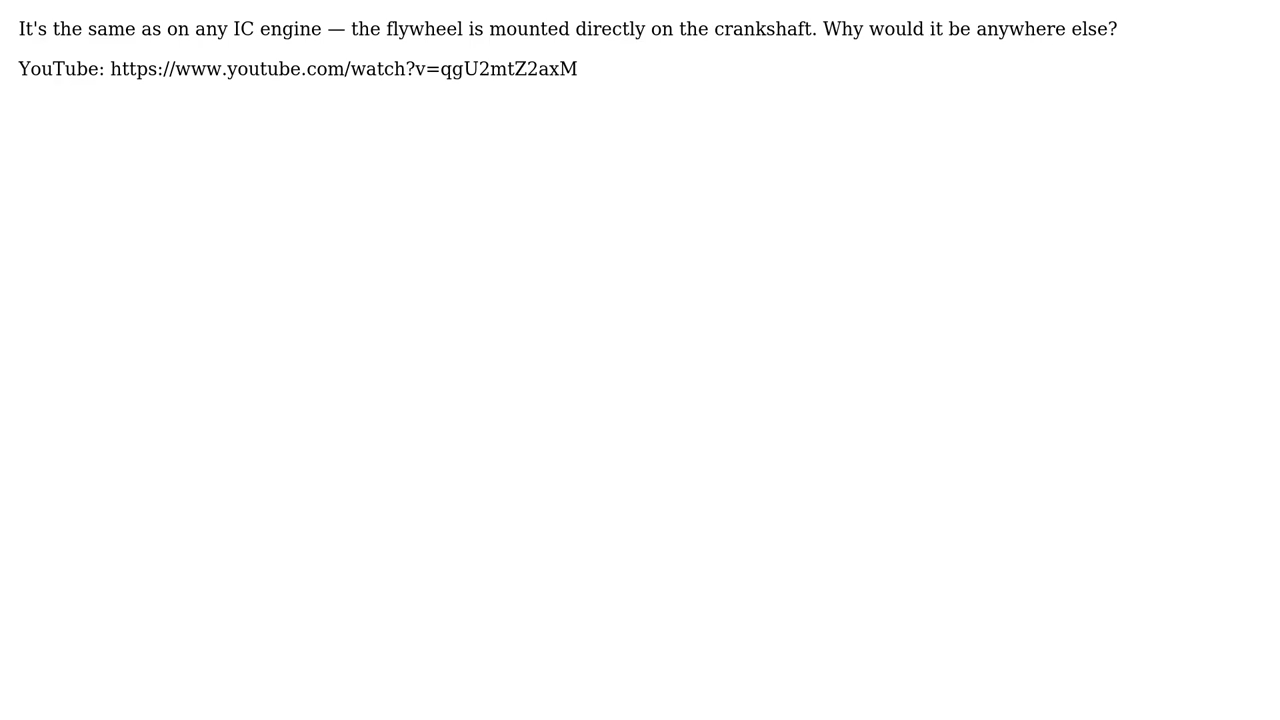 It's the same as on any IC engine — the flywheel is mounted directly on the crankshaft. Why would it be anywhere else?
YouTube: https://www.youtube.com/watch?v=qgU2mtZ2axM